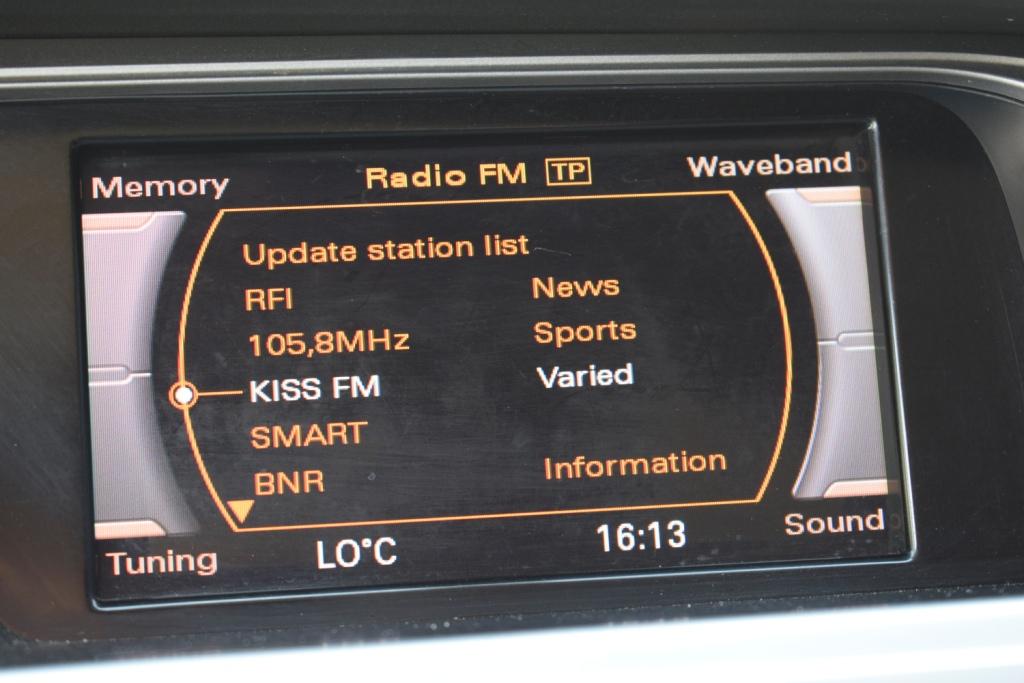 Memory Radio FM TP Waveband
Update station list
RFI News
105,8MHz Sports
KISS FM Varied
SMART
BNR Information
Tuning LO°C 16:13 Sound